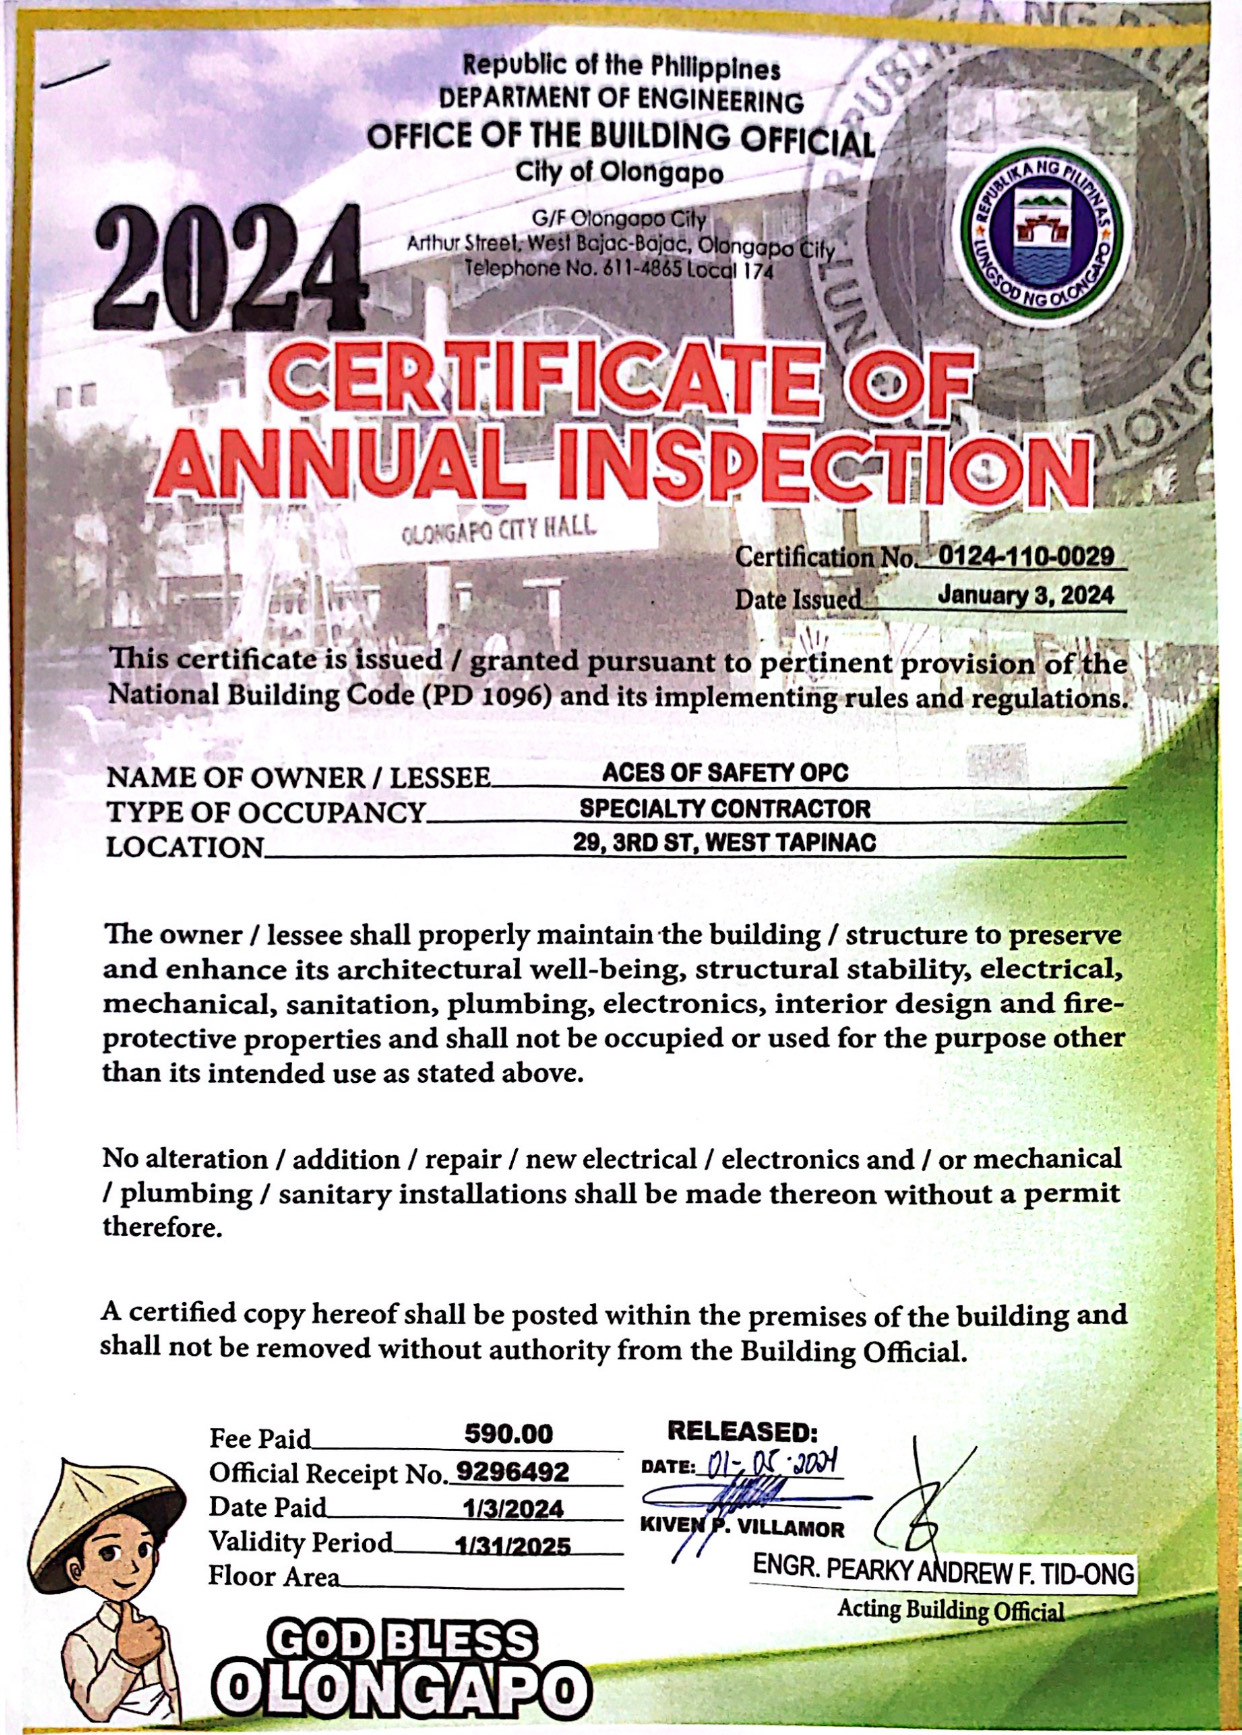 Republic of the Philippines
DEPARTMENT OF ENGINEERING
OFFICE OF THE BUILDING OFFICIAL
City of Olongapo
G/F Olongapo City
Arthur Street, West Bajac-Bajac, Olongapo City
Telephone No. 611-4865 Local 174
2024
REPUBLIKA NG PILIPINAS
LUNGSOD NG OLONGAPO
CERTIFICATE OF
ANNUAL INSPECTION
OLONGAPO CITY HALL
Certification No. 0124-110-0029
Date Issued January 3, 2024
This certificate is issued / granted pursuant to pertinent provision of the
National Building Code (PD 1096) and its implementing rules and regulations.
NAME OF OWNER / LESSEE ACES OF SAFETY OPC
TYPE OF OCCUPANCY SPECIALTY CONTRACTOR
LOCATION 29, 3RD ST, WEST TAPINAC
The owner / lessee shall properly maintain the building / structure to preserve
and enhance its architectural well-being, structural stability, electrical,
mechanical, sanitation, plumbing, electronics, interior design and fire-
protective properties and shall not be occupied or used for the purpose other
than its intended use as stated above.
No alteration / addition / repair / new electrical / electronics and / or mechanical
/ plumbing / sanitary installations shall be made thereon without a permit
therefore.
A certified copy hereof shall be posted within the premises of the building and
shall not be removed without authority from the Building Official.
Fee Paid 590.00
Official Receipt No. 9296492
Date Paid 1/3/2024
Validity Period 1/31/2025
Floor Area
RELEASED:
DATE: 01-05-2024
KIVEN P. VILLAMOR
ENGR. PEARKY ANDREW F. TID-ONG
Acting Building Official
GOD BLESS
OLONGAPO